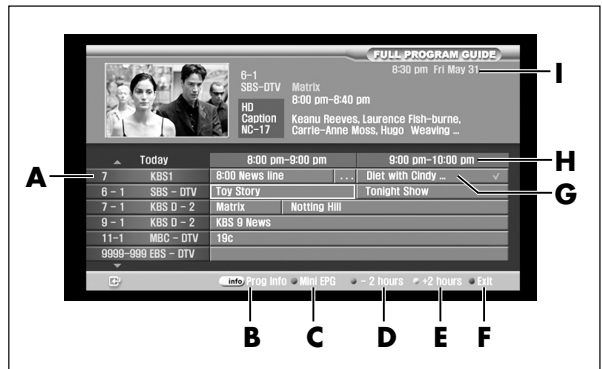 FULL PROGRAM GUIDE
8:30 pm Fri May 31
I
6-1
SBS-DTV
Matrix
8:00 pm-8:40 pm
HD
Caption
NC-17
Keanu Reeves, Laurence Fish-burne,
Carrie-Anne Moss, Hugo Weaving ...
Today
8:00 pm-9:00 pm
9:00 pm-10:00 pm
H
A
7 KBS1
8:00 News line
...
Diet with Cindy ...
G
6 - 1 SBS - DTV
Toy Story
Tonight Show
7 - 1 KBS D - 2
Matrix
Notting Hill
9 - 1 KBS D - 2
KBS 9 News
11-1 MBC - DTV
19c
9999-999 EBS - DTV
info Prog Info
Mini EPG
- 2 hours
+2 hours
Exit
B
C
D
E
F